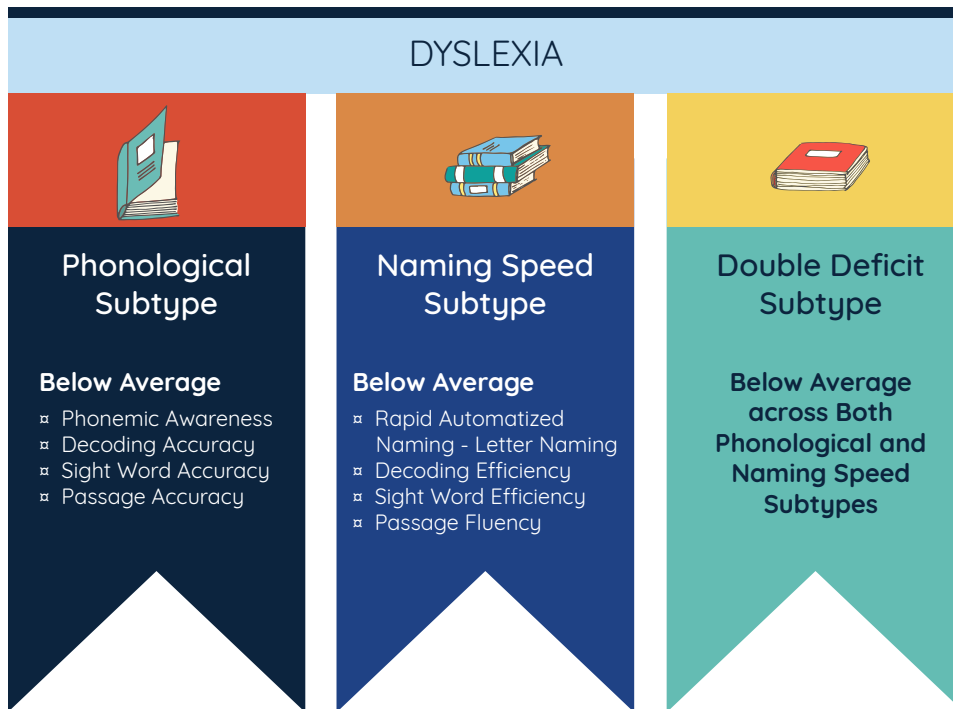 DYSLEXIA
Phonological
Subtype
Below Average
¤ Phonemic Awareness
¤ Decoding Accuracy
¤ Sight Word Accuracy
¤ Passage Accuracy
Naming Speed
Subtype
Below Average
¤ Rapid Automatized
Naming - Letter Naming
¤ Decoding Efficiency
¤ Sight Word Efficiency
¤ Passage Fluency
Double Deficit
Subtype
Below Average
across Both
Phonological and
Naming Speed
Subtypes